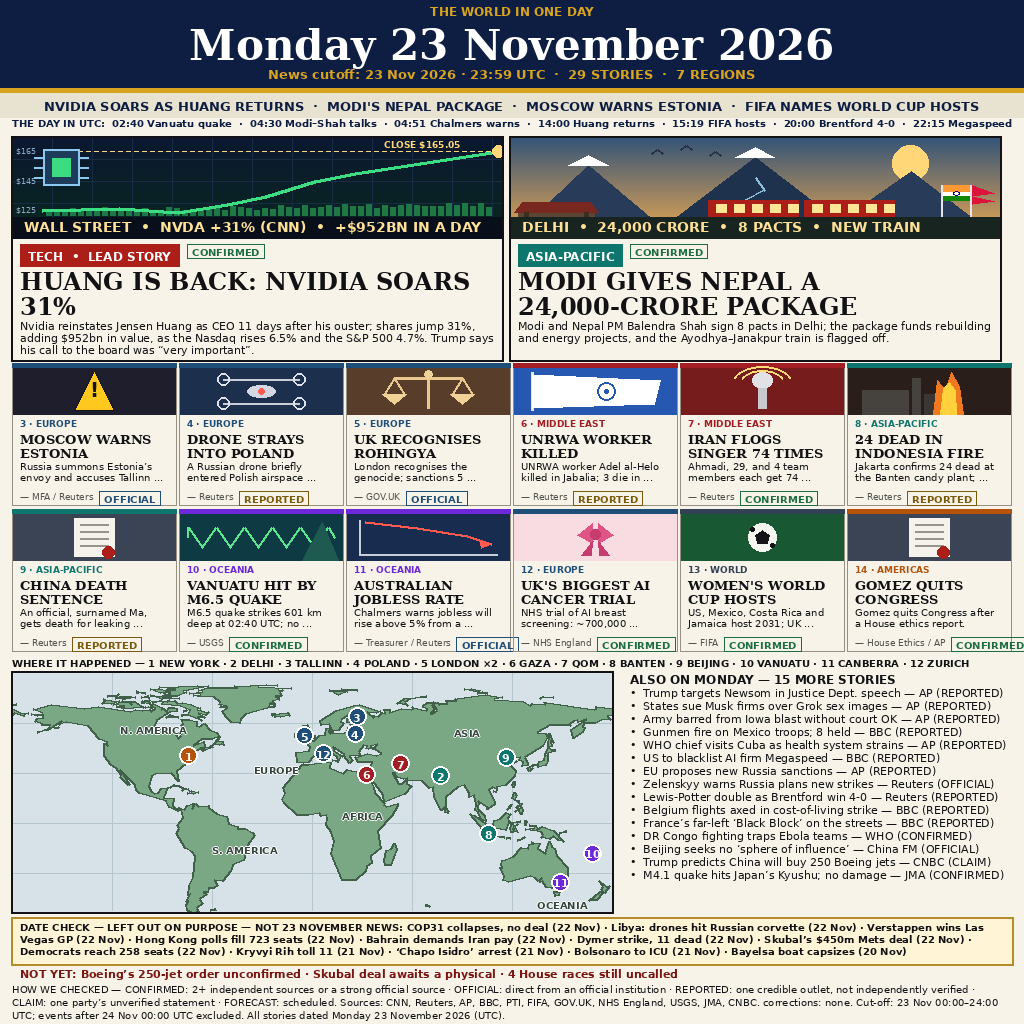 THE WORLD IN ONE DAY
Monday 23 November 2026
News cutoff: 23 Nov 2026 · 23:59 UTC · 29 STORIES · 7 REGIONS
NVIDIA SOARS AS HUANG RETURNS · MODI'S NEPAL PACKAGE · MOSCOW WARNS ESTONIA · FIFA NAMES WORLD CUP HOSTS
THE DAY IN UTC: 02:40 Vanuatu quake · 04:30 Modi–Shah talks · 04:51 Chalmers warns · 14:00 Huang returns · 15:19 FIFA hosts · 20:00 Brentford 4-0 · 22:15 Megaspeed
$165
$145
$125
CLOSE $165.05
WALL STREET • NVDA +31% (CNN) • +$952BN IN A DAY
TECH • LEAD STORY
CONFIRMED
HUANG IS BACK: NVIDIA SOARS
31%
Nvidia reinstates Jensen Huang as CEO 11 days after his ouster; shares jump 31%,
adding $952bn in value, as the Nasdaq rises 6.5% and the S&P 500 4.7%. Trump says
his call to the board was “very important”.
DELHI • 24,000 CRORE • 8 PACTS • NEW TRAIN
ASIA-PACIFIC
CONFIRMED
MODI GIVES NEPAL A
24,000-CRORE PACKAGE
Modi and Nepal PM Balendra Shah sign 8 pacts in Delhi; the package funds rebuilding
and energy projects, and the Ayodhya–Janakpur train is flagged off.
!
3 · EUROPE
MOSCOW WARNS
ESTONIA
Russia summons Estonia’s
envoy and accuses Tallinn ...
— MFA / Reuters
OFFICIAL
4 · EUROPE
DRONE STRAYS
INTO POLAND
A Russian drone briefly
entered Polish airspace ...
— Reuters
REPORTED
5 · EUROPE
UK RECOGNISES
ROHINGYA
London recognises the
genocide; sanctions 5 ...
— GOV.UK
OFFICIAL
6 · MIDDLE EAST
UNRWA WORKER
KILLED
UNRWA worker Adel al-Helo
killed in Jabalia; 3 die in ...
— Reuters
REPORTED
7 · MIDDLE EAST
IRAN FLOGS
SINGER 74 TIMES
Ahmadi, 29, and 4 team
members each get 74 ...
— Reuters
CONFIRMED
8 · ASIA-PACIFIC
24 DEAD IN
INDONESIA FIRE
Jakarta confirms 24 dead at
the Banten candy plant; ...
— Reuters
REPORTED
9 · ASIA-PACIFIC
CHINA DEATH
SENTENCE
An official, surnamed Ma,
gets death for leaking ...
— Reuters
REPORTED
10 · OCEANIA
VANUATU HIT BY
M6.5 QUAKE
M6.5 quake strikes 601 km
deep at 02:40 UTC; no ...
— USGS
CONFIRMED
11 · OCEANIA
AUSTRALIAN
JOBLESS RATE
Chalmers warns jobless will
rise above 5% from a ...
— Treasurer / Reuters
OFFICIAL
12 · EUROPE
UK'S BIGGEST AI
CANCER TRIAL
NHS trial of AI breast
screening: ~700,000 ...
— NHS England
CONFIRMED
13 · WORLD
WOMEN'S WORLD
CUP HOSTS
US, Mexico, Costa Rica and
Jamaica host 2031; UK ...
— FIFA
CONFIRMED
14 · AMERICAS
GOMEZ QUITS
CONGRESS
Gomez quits Congress after
a House ethics report.
— House Ethics / AP
CONFIRMED
WHERE IT HAPPENED — 1 NEW YORK · 2 DELHI · 3 TALLINN · 4 POLAND · 5 LONDON ×2 · 6 GAZA · 7 QOM · 8 BANTEN · 9 BEIJING · 10 VANUATU · 11 CANBERRA · 12 ZURICH
N. AMERICA
EUROPE
ASIA
AFRICA
S. AMERICA
OCEANIA
1
2
3
4
5
6
7
8
9
10
11
12
ALSO ON MONDAY — 15 MORE STORIES
• Trump targets Newsom in Justice Dept. speech — AP (REPORTED)
• States sue Musk firms over Grok sex images — AP (REPORTED)
• Army barred from Iowa blast without court OK — AP (REPORTED)
• Gunmen fire on Mexico troops; 8 held — BBC (REPORTED)
• WHO chief visits Cuba as health system strains — AP (REPORTED)
• US to blacklist AI firm Megaspeed — BBC (REPORTED)
• EU proposes new Russia sanctions — AP (REPORTED)
• Zelenskyy warns Russia plans new strikes — Reuters (OFFICIAL)
• Lewis-Potter double as Brentford win 4-0 — Reuters (REPORTED)
• Belgium flights axed in cost-of-living strike — BBC (REPORTED)
• France’s far-left ‘Black Block’ on the streets — BBC (REPORTED)
• DR Congo fighting traps Ebola teams — WHO (CONFIRMED)
• Beijing seeks no ‘sphere of influence’ — China FM (OFFICIAL)
• Trump predicts China will buy 250 Boeing jets — CNBC (CLAIM)
• M4.1 quake hits Japan’s Kyushu; no damage — JMA (CONFIRMED)
DATE CHECK — LEFT OUT ON PURPOSE — NOT 23 NOVEMBER NEWS: COP31 collapses, no deal (22 Nov) · Libya: drones hit Russian corvette (22 Nov) · Verstappen wins Las
Vegas GP (22 Nov) · Hong Kong polls fill 723 seats (22 Nov) · Bahrain demands Iran pay (22 Nov) · Dymer strike, 11 dead (22 Nov) · Skubal’s $450m Mets deal (22 Nov) ·
Democrats reach 258 seats (22 Nov) · Kryvyi Rih toll 11 (21 Nov) · ‘Chapo Isidro’ arrest (21 Nov) · Bolsonaro to ICU (21 Nov) · Bayelsa boat capsizes (20 Nov)
NOT YET: Boeing’s 250-jet order unconfirmed · Skubal deal awaits a physical · 4 House races still uncalled
HOW WE CHECKED — CONFIRMED: 2+ independent sources or a strong official source · OFFICIAL: direct from an official institution · REPORTED: one credible outlet, not independently verified ·
CLAIM: one party’s unverified statement · FORECAST: scheduled. Sources: CNN, Reuters, AP, BBC, PTI, FIFA, GOV.UK, NHS England, USGS, JMA, CNBC. corrections: none. Cut-off: 23 Nov 00:00–24:00
UTC; events after 24 Nov 00:00 UTC excluded. All stories dated Monday 23 November 2026 (UTC).